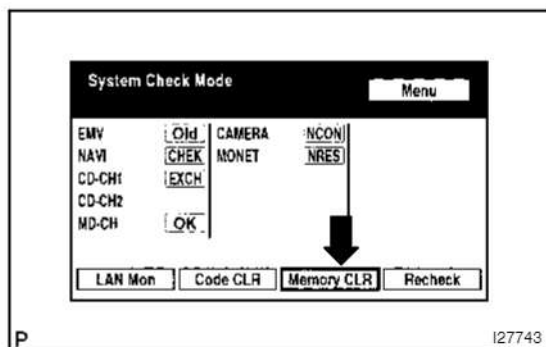 System Check Mode
Menu
EMV Old CAMERA NCON
NAVI CHEK MONET NRES
CD-CH1 EXCH
CD-CH2
MD-CH OK
LAN Mon Code CLR Memory CLR Recheck
P I27743